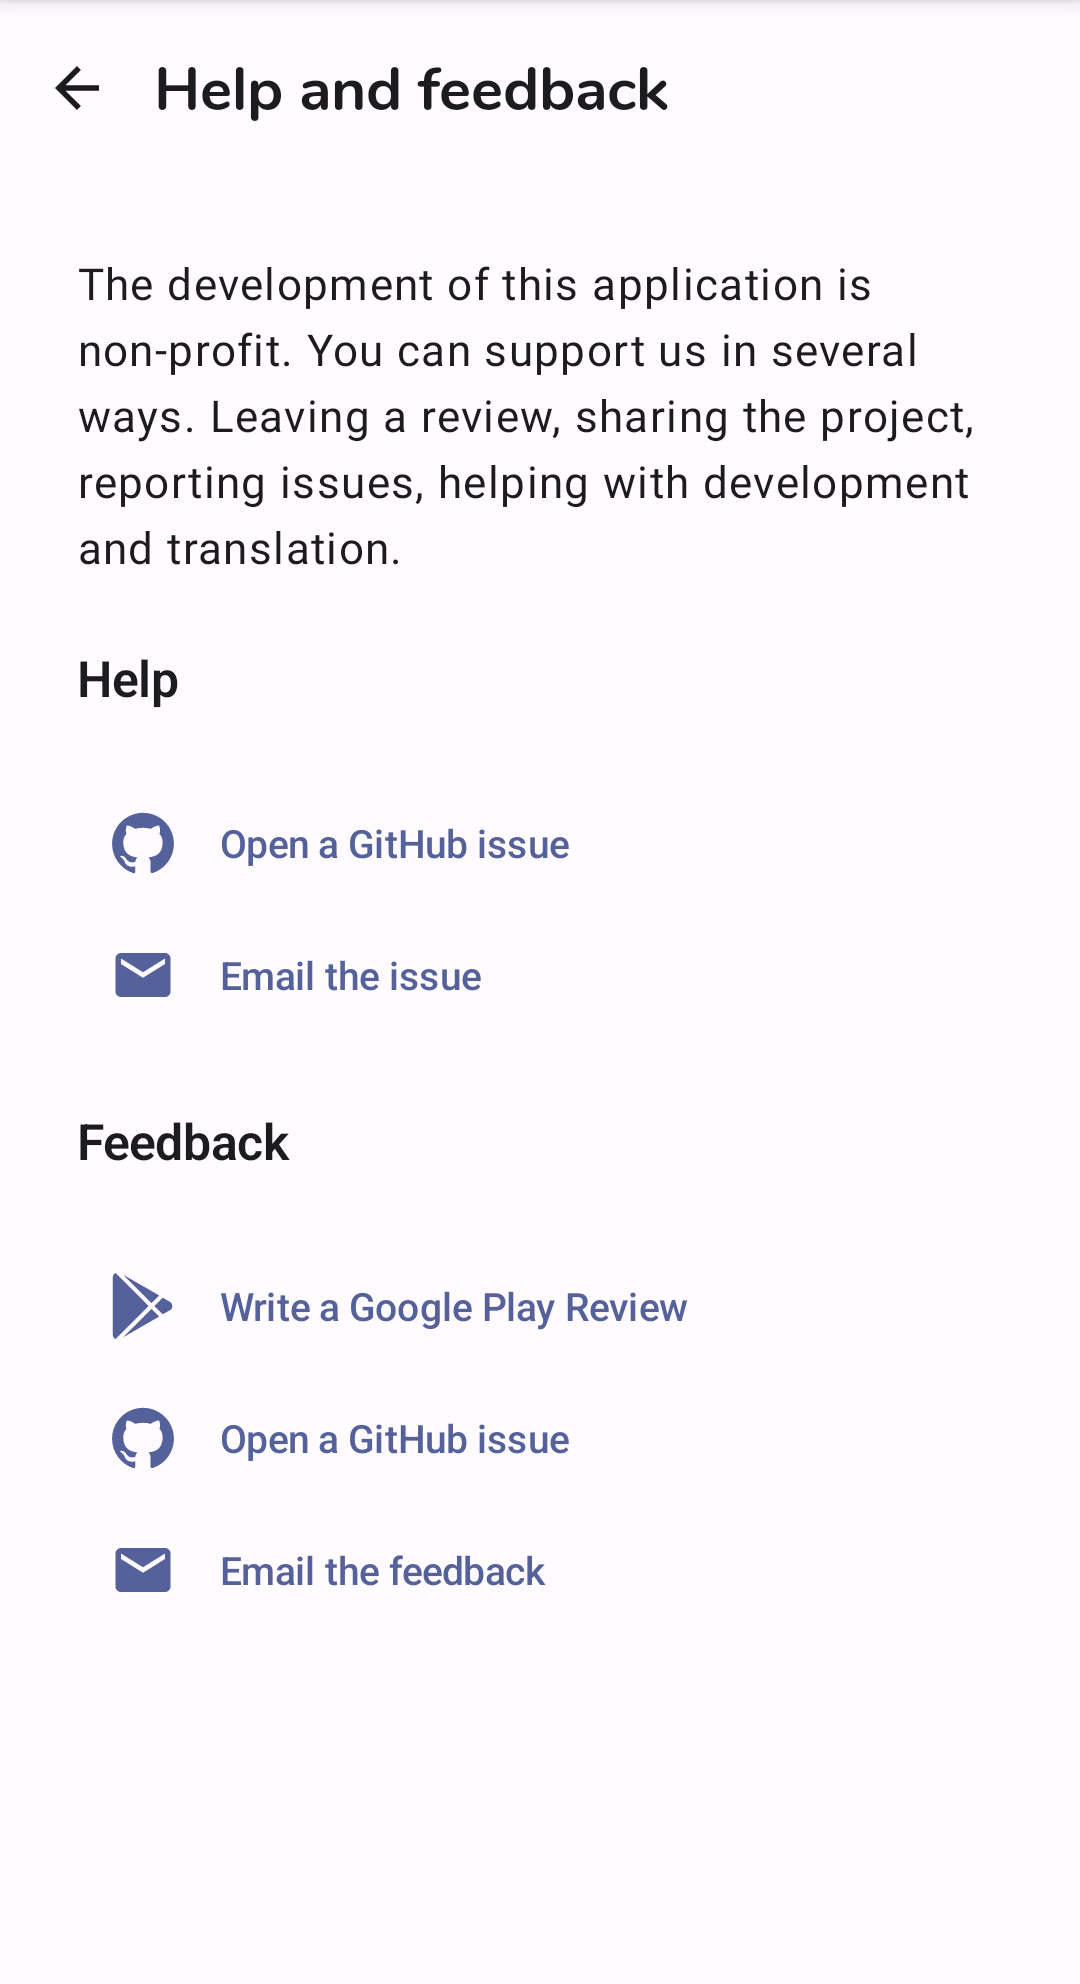 Help and feedback
The development of this application is
non-profit. You can support us in several
ways. Leaving a review, sharing the project,
reporting issues, helping with development
and translation.
Help
Open a GitHub issue
Email the issue
Feedback
Write a Google Play Review
Open a GitHub issue
Email the feedback